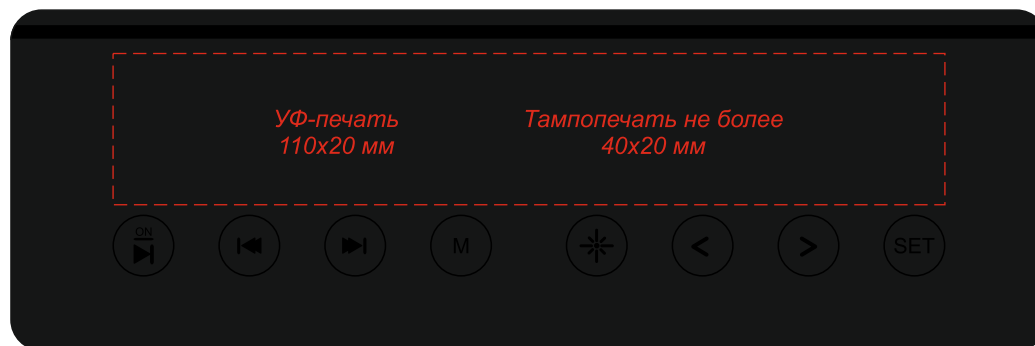 УФ-печать
110х20 мм
Тампопечать не более
40х20 мм
ON
M
SET